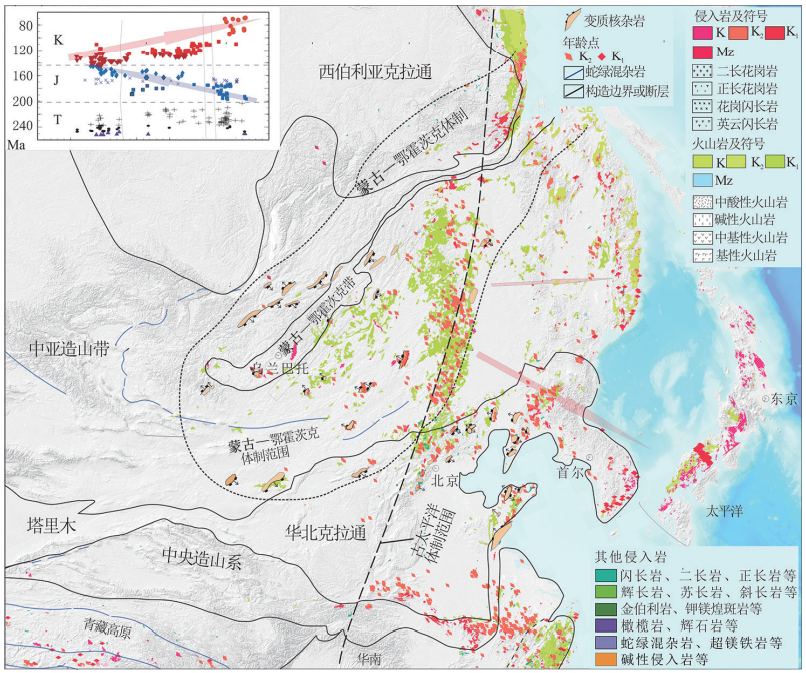 80
K
120
J
160
200
T
240
Ma
变质核杂岩
年龄点
K₂ K₁
蛇绿混杂岩
构造边界或断层
侵入岩及符号
K K₂ K₁
Mz
二长花岗岩
正长花岗岩
花岗闪长岩
英云闪长岩
火山岩及符号
K K₂ K₁
Mz
中酸性火山岩
碱性火山岩
中基性火山岩
基性火山岩
西伯利亚克拉通
蒙古一鄂霍茨克体制
蒙古一鄂霍次克带
中亚造山带
乌兰巴托
蒙古一鄂霍茨克
体制范围
东京
北京
首尔
太平洋
塔里木
华北克拉通
古太平洋
体制范围
中央造山系
青藏高原
华南
其他侵入岩
闪长岩、二长岩、正长岩等
辉长岩、苏长岩、斜长岩等
金伯利岩、钾镁煌斑岩等
橄榄岩、辉石岩等
蛇绿混杂岩、超镁铁岩等
碱性侵入岩等